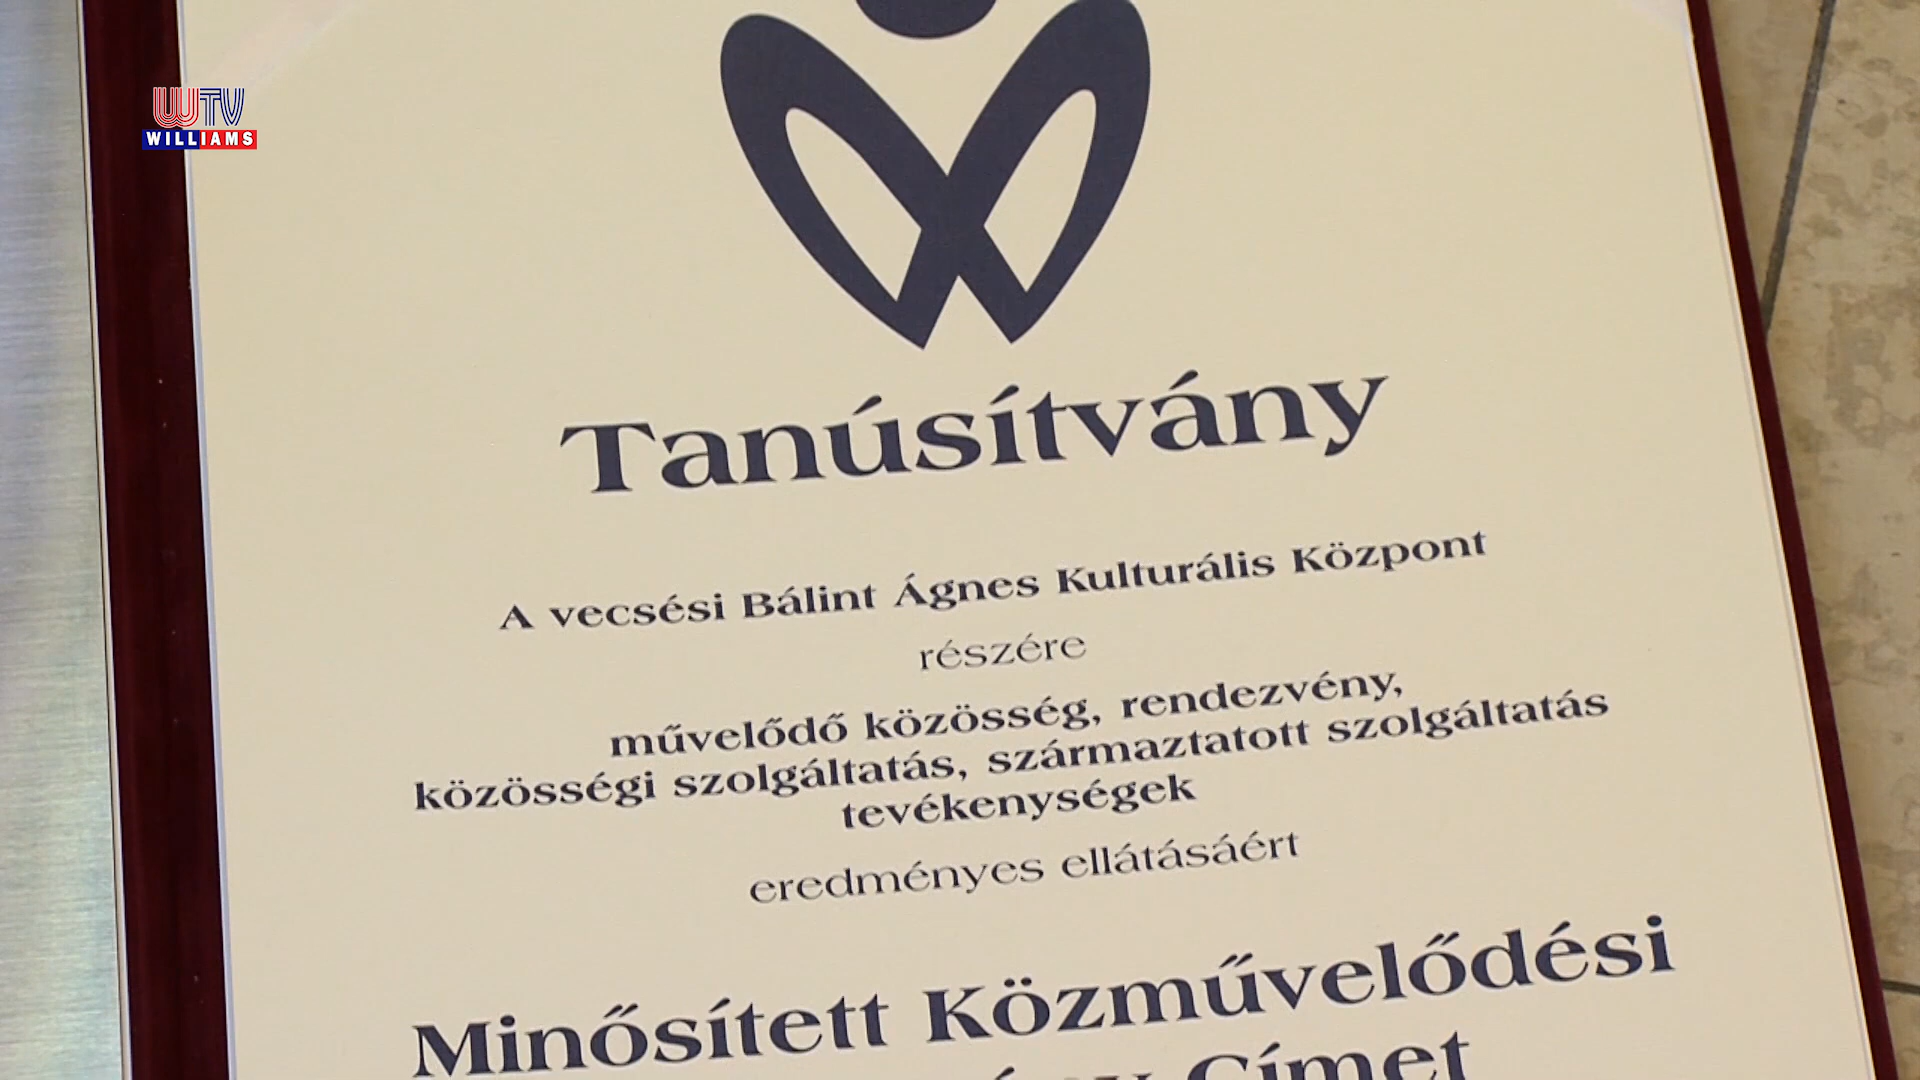 WTV
WILLIAMS
Tanúsítvány
A vecsési Bálint Ágnes Kulturális Központ
részére
művelődő közösség, rendezvény,
közösségi szolgáltatás, származtatott szolgáltatás
tevékenységek
eredményes ellátásáért
Minősített Közművelődési
Címet